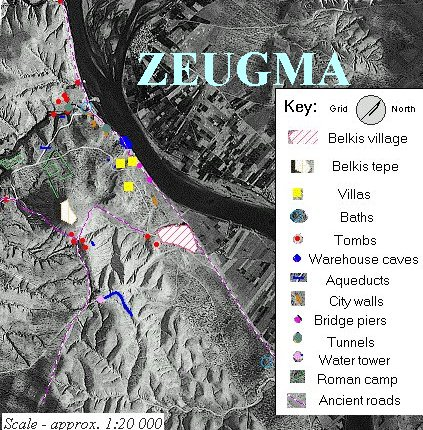 ZEUGMA
Key: Grid North
Belkis village
Belkis tepe
Villas
Baths
Tombs
Warehouse caves
Aqueducts
City walls
Bridge piers
Tunnels
Water tower
Roman camp
Ancient roads
Scale - approx. 1:20 000